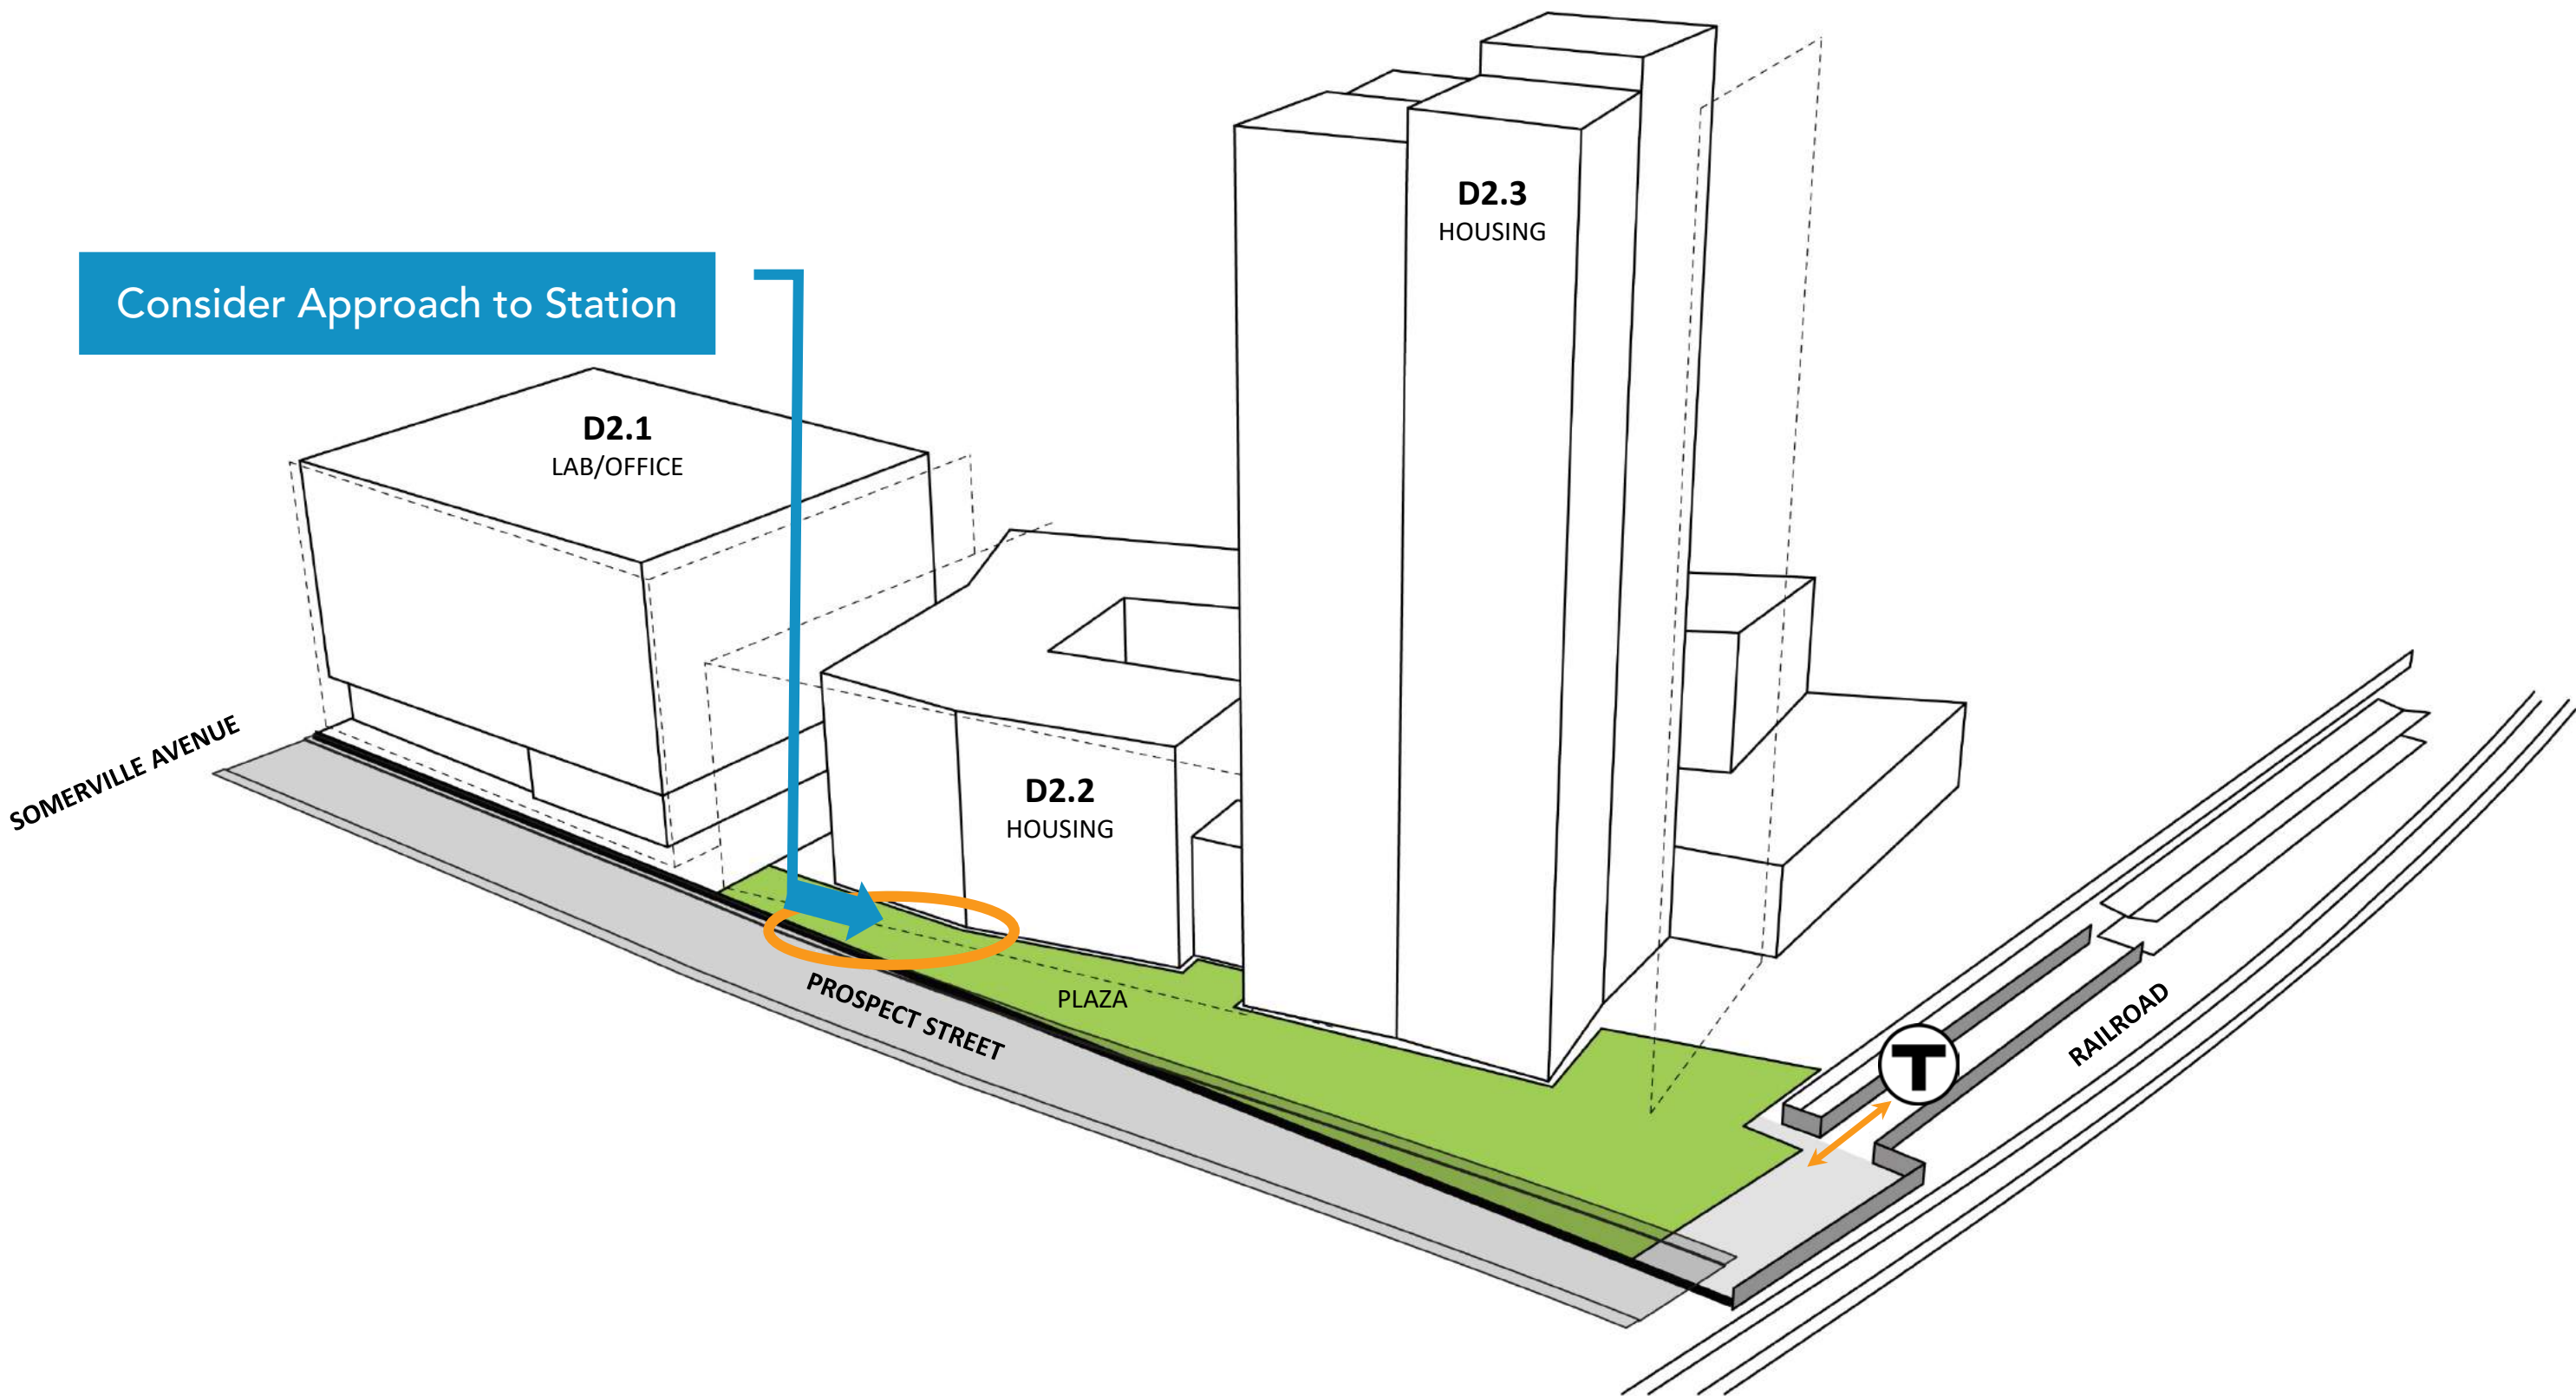 D2.3
HOUSING
Consider Approach to Station
D2.1
LAB/OFFICE
SOMERVILLE AVENUE
D2.2
HOUSING
PLAZA
PROSPECT STREET
T
RAILROAD